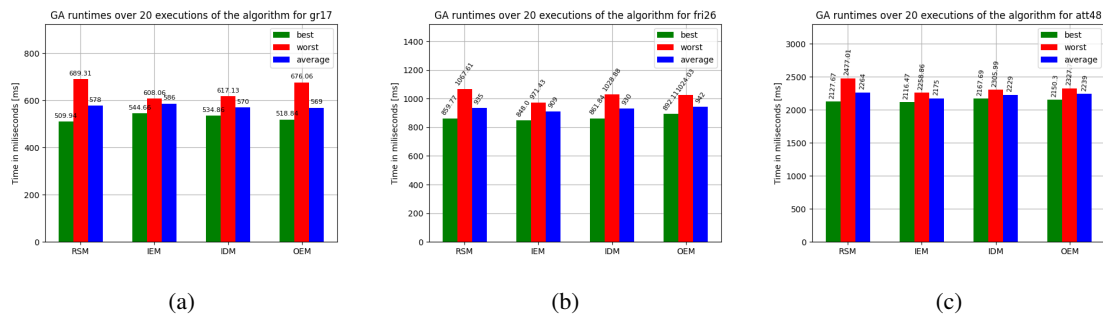 GA runtimes over 20 executions of the algorithm for gr17
best
worst
average
Time in miliseconds [ms]
800
600
400
200
0
509.94
689.31
578
544.66
608.06
586
534.86
617.13
570
518.84
676.06
569
RSM
IEM
IDM
OEM
(a)
GA runtimes over 20 executions of the algorithm for fri26
best
worst
average
Time in miliseconds [ms]
1400
1200
1000
800
600
400
200
0
859.77
1067.61
935
848.0
971.43
909
861.84
1028.88
930
892.11
1024.03
942
RSM
IEM
IDM
OEM
(b)
GA runtimes over 20 executions of the algorithm for att48
best
worst
average
Time in miliseconds [ms]
3000
2500
2000
1500
1000
500
0
2127.67
2477.01
2264
2116.47
2258.86
2175
2167.69
2305.99
2229
2150.3
2327.
2239
RSM
IEM
IDM
OEM
(c)